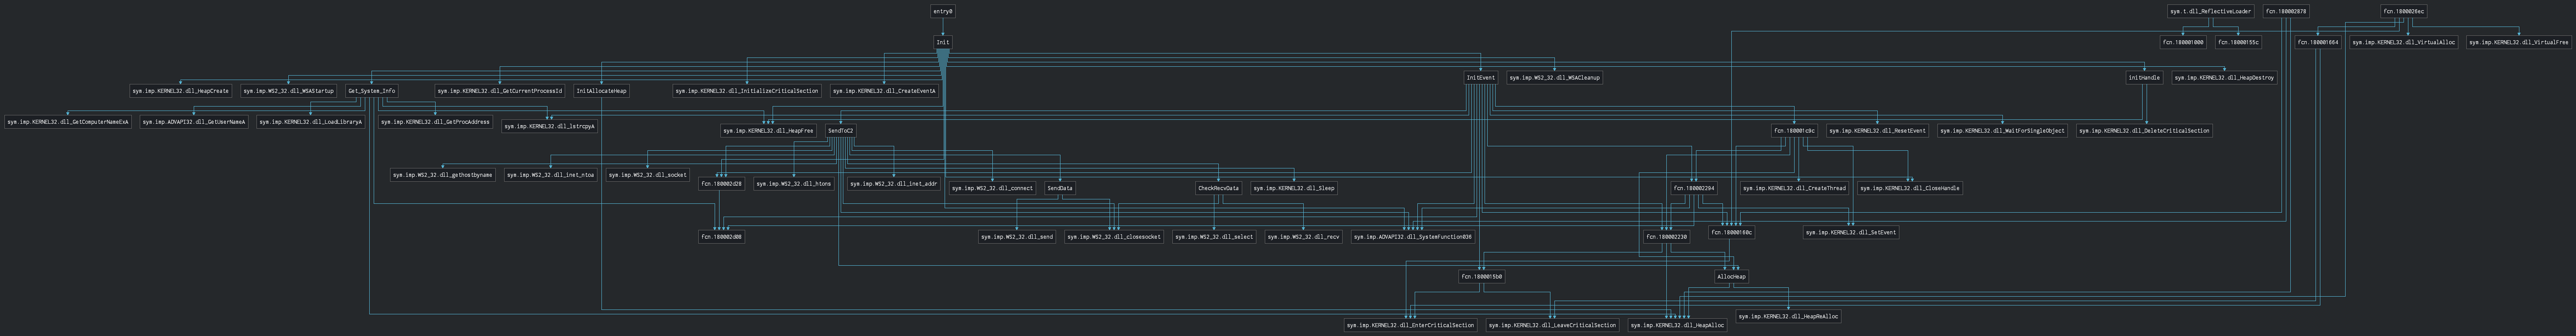 entry0
sym.t.dll_ReflectiveLoader
fcn.180002878
fcn.1800026ec
Init
fcn.180001000
fcn.18000155c
fcn.180001664
sym.imp.KERNEL32.dll_VirtualAlloc
sym.imp.KERNEL32.dll_VirtualFree
InitEvent
sym.imp.WS2_32.dll_WSACleanup
initHandle
sym.imp.KERNEL32.dll_HeapDestroy
sym.imp.KERNEL32.dll_HeapCreate
sym.imp.WS2_32.dll_WSAStartup
Get_System_Info
sym.imp.KERNEL32.dll_GetCurrentProcessId
InitAllocateHeap
sym.imp.KERNEL32.dll_InitializeCriticalSection
sym.imp.KERNEL32.dll_CreateEventA
sym.imp.KERNEL32.dll_GetComputerNameExA
sym.imp.ADVAPI32.dll_GetUserNameA
sym.imp.KERNEL32.dll_LoadLibraryA
sym.imp.KERNEL32.dll_GetProcAddress
sym.imp.KERNEL32.dll_lstrcpyA
sym.imp.KERNEL32.dll_HeapFree
SendToC2
fcn.180001c9c
sym.imp.KERNEL32.dll_ResetEvent
sym.imp.KERNEL32.dll_WaitForSingleObject
sym.imp.KERNEL32.dll_DeleteCriticalSection
sym.imp.WS2_32.dll_gethostbyname
sym.imp.WS2_32.dll_inet_ntoa
sym.imp.WS2_32.dll_socket
fcn.180002d28
sym.imp.WS2_32.dll_htons
sym.imp.WS2_32.dll_inet_addr
sym.imp.WS2_32.dll_connect
SendData
CheckRecvData
sym.imp.KERNEL32.dll_Sleep
fcn.180002294
sym.imp.KERNEL32.dll_CreateThread
sym.imp.KERNEL32.dll_CloseHandle
fcn.180002d08
sym.imp.WS2_32.dll_send
sym.imp.WS2_32.dll_closesocket
sym.imp.WS2_32.dll_select
sym.imp.WS2_32.dll_recv
sym.imp.ADVAPI32.dll_SystemFunction036
fcn.180002230
fcn.18000160c
sym.imp.KERNEL32.dll_SetEvent
fcn.1800015b0
AllocHeap
sym.imp.KERNEL32.dll_HeapReAlloc
sym.imp.KERNEL32.dll_EnterCriticalSection
sym.imp.KERNEL32.dll_LeaveCriticalSection
sym.imp.KERNEL32.dll_HeapAlloc